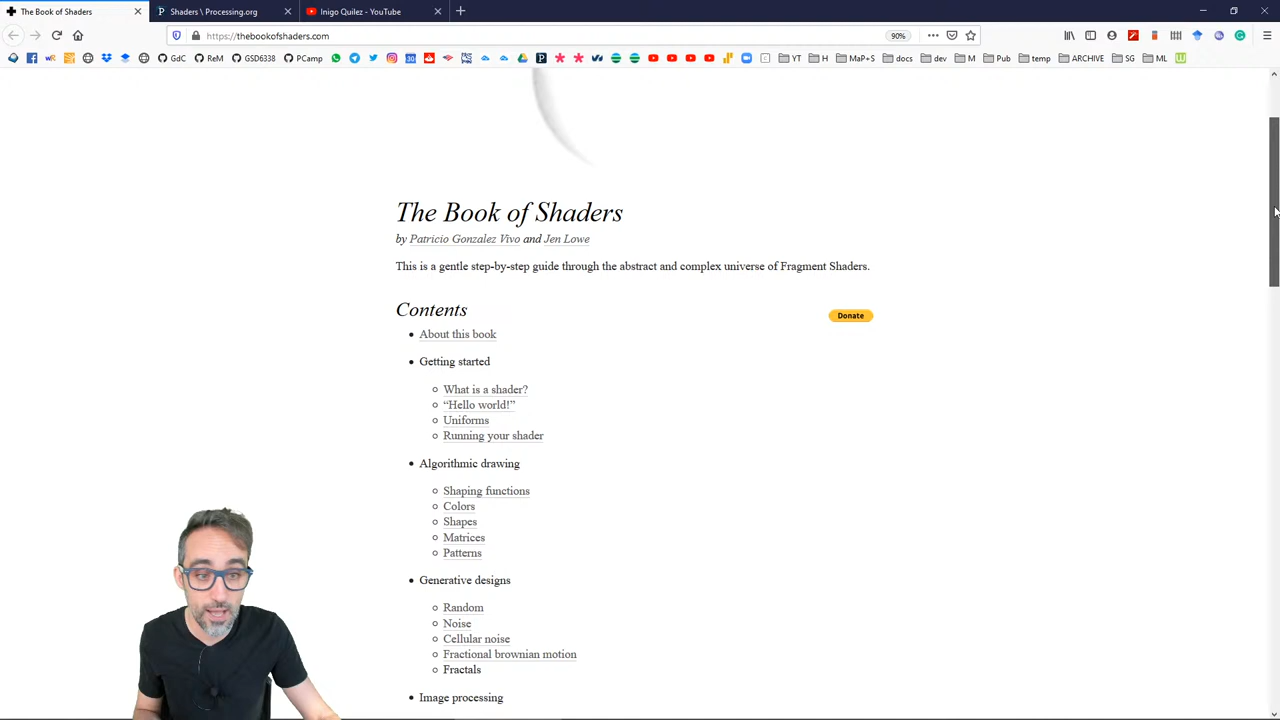 The Book of Shaders
Shaders \ Processing.org
Inigo Quilez - YouTube
https://thebookofshaders.com
90%
GdC
ReM
GSD6338
PCamp
YT
H
MaP+S
docs
dev
M
Pub
temp
ARCHIVE
SG
ML
The Book of Shaders
by Patricio Gonzalez Vivo and Jen Lowe
This is a gentle step-by-step guide through the abstract and complex universe of Fragment Shaders.
Contents
Donate
About this book
Getting started
What is a shader?
“Hello world!”
Uniforms
Running your shader
Algorithmic drawing
Shaping functions
Colors
Shapes
Matrices
Patterns
Generative designs
Random
Noise
Cellular noise
Fractional brownian motion
Fractals
Image processing